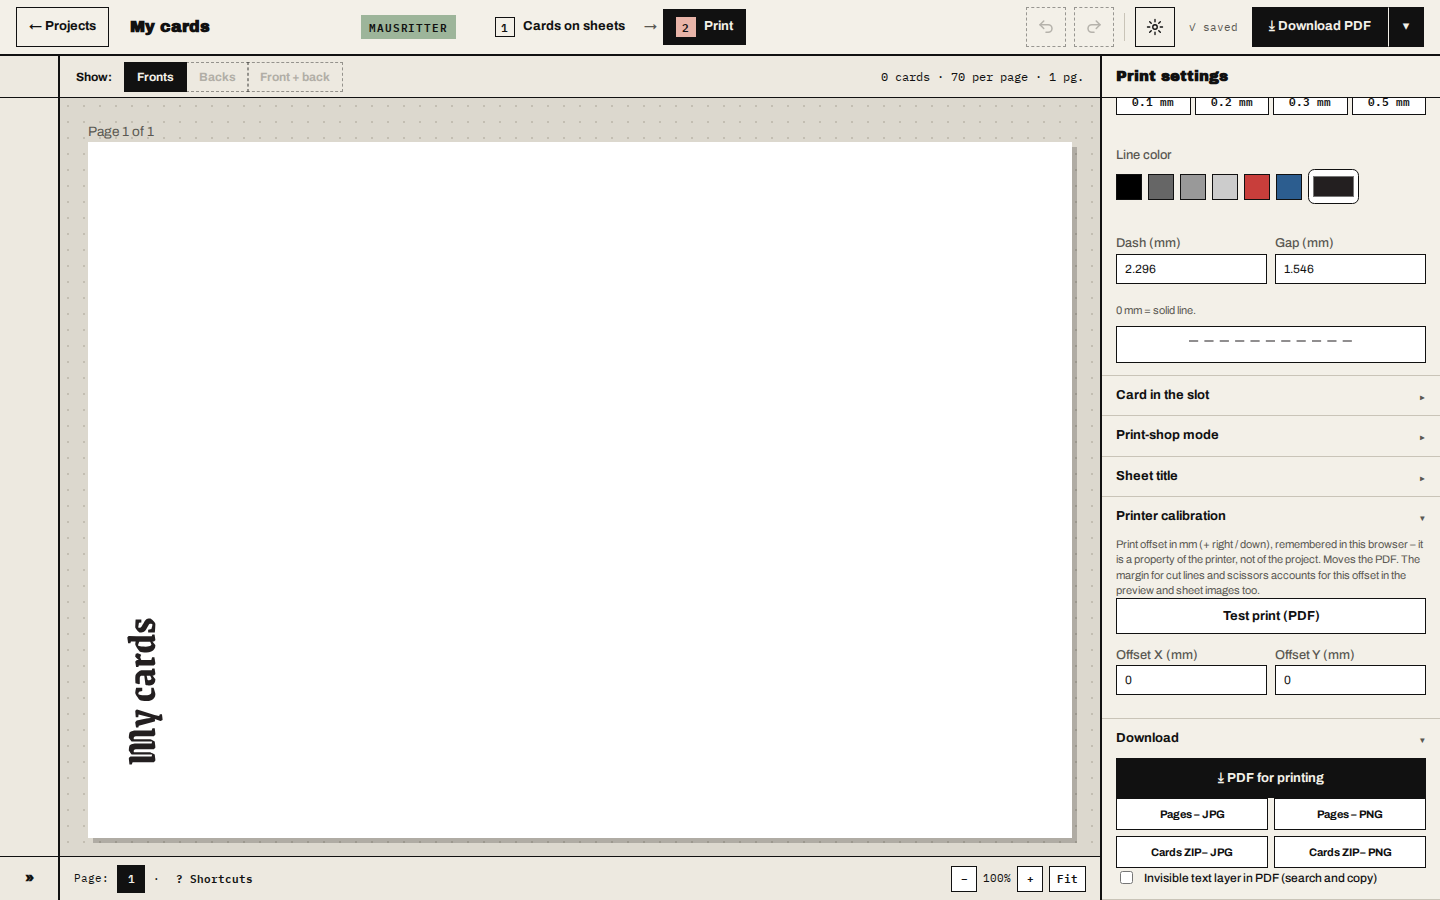 ← Projects
My cards
MAUSRITTER
1 Cards on sheets → 2 Print
√ saved
Download PDF ▼
Show: Fronts Backs Front + back
0 cards · 70 per page · 1 pg.
Page 1 of 1
My cards
Page: 1 · ? Shortcuts
− 100% + Fit
Print settings
0.1 mm 0.2 mm 0.3 mm 0.5 mm
Line color
Dash (mm) Gap (mm)
2.296 1.546
0 mm = solid line.
Card in the slot
Print-shop mode
Sheet title
Printer calibration
Print offset in mm (+ right / down), remembered in this browser – it
is a property of the printer, not of the project. Moves the PDF. The
margin for cut lines and scissors accounts for this offset in the
preview and sheet images too.
Test print (PDF)
Offset X (mm) Offset Y (mm)
0 0
Download
PDF for printing
Pages – JPG Pages – PNG
Cards ZIP – JPG Cards ZIP – PNG
Invisible text layer in PDF (search and copy)